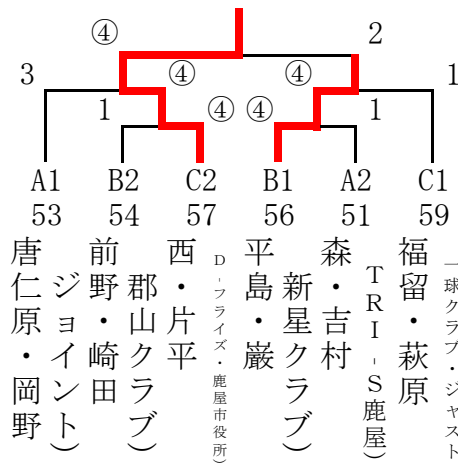 ④ 2
3 ④ ④ 1
1 ④ ④ 1
A1 B2 C2 B1 A2 C1
53 54 57 56 51 59
唐仁原・岡野
ジョイント)
前野・崎田
郡山クラブ)
西・片平
D-フライズ・鹿屋市役所)
平島・巌
新星クラブ)
森・吉村
TRI-S鹿屋)
福留・萩原
一球クラブ・ジャスト